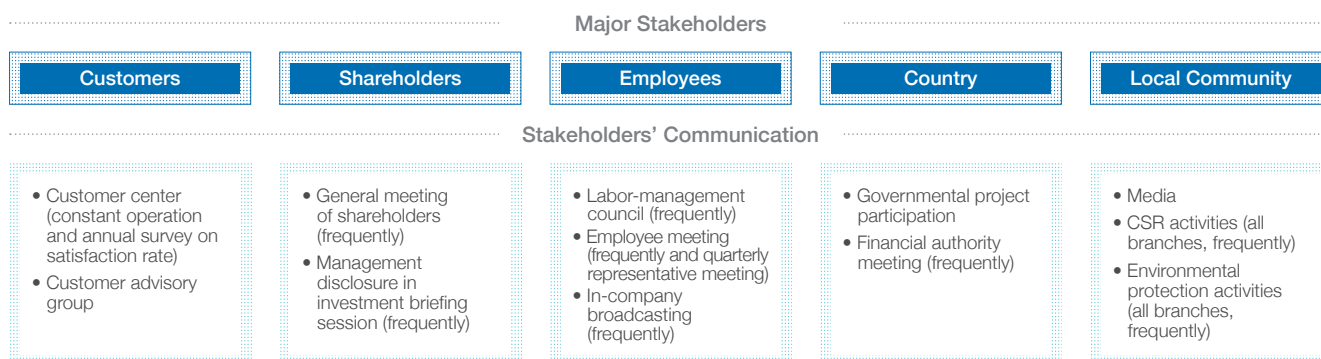 Major Stakeholders
Customers
Shareholders
Employees
Country
Local Community
Stakeholders' Communication
• Customer center
(constant operation
and annual survey on
satisfaction rate)
• Customer advisory
group
• General meeting
of shareholders
(frequently)
• Management
disclosure in
investment briefing
session (frequently)
• Labor-management
council (frequently)
• Employee meeting
(frequently and quarterly
representative meeting)
• In-company
broadcasting
(frequently)
• Governmental project
participation
• Financial authority
meeting (frequently)
• Media
• CSR activities (all
branches, frequently)
• Environmental
protection activities
(all branches,
frequently)